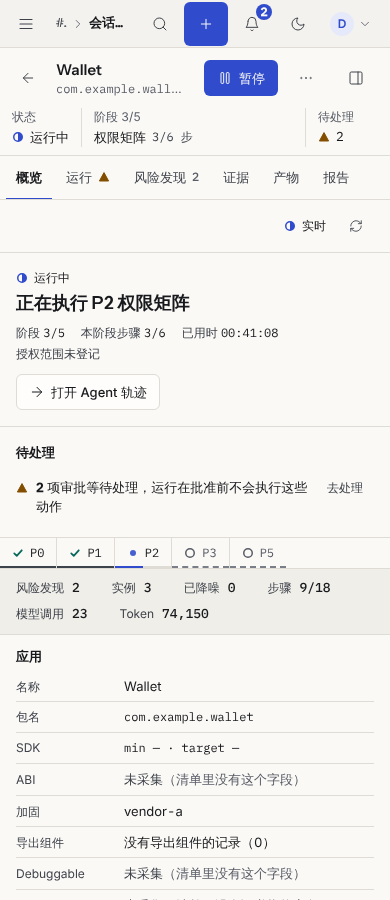 #.
会话…
2
D
Wallet
com.example.wall…
暂停
状态
运行中
阶段 3/5
权限矩阵 3/6 步
待处理
2
概览
运行
风险发现 2
证据
产物
报告
实时
运行中
正在执行 P2 权限矩阵
阶段 3/5 本阶段步骤 3/6 已用时 00:41:08
授权范围未登记
打开 Agent 轨迹
待处理
2 项审批等待处理，运行在批准前不会执行这些
动作
去处理
P0 P1 P2 P3 P5
风险发现 2 实例 3 已降噪 0 步骤 9/18
模型调用 23 Token 74,150
应用
名称 Wallet
包名 com.example.wallet
SDK min — · target —
ABI 未采集（清单里没有这个字段）
加固 vendor-a
导出组件 没有导出组件的记录（0）
Debuggable 未采集（清单里没有这个字段）